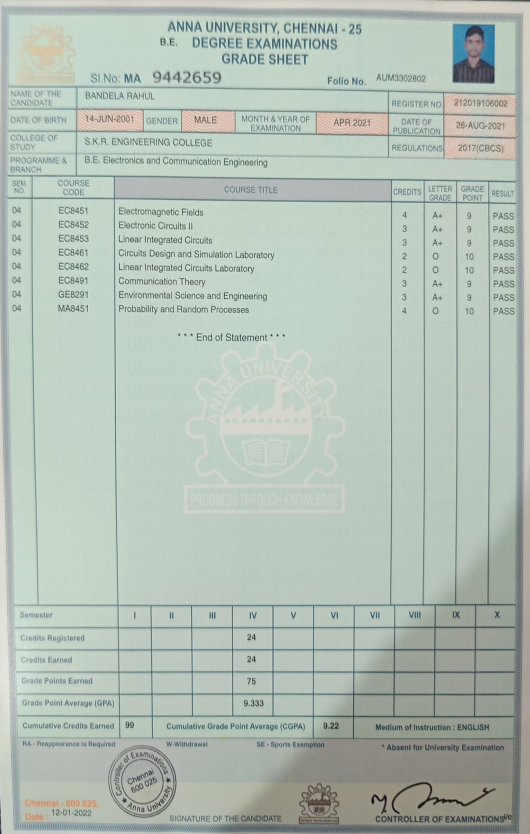 ANNA UNIVERSITY, CHENNAI - 25
B.E. DEGREE EXAMINATIONS
GRADE SHEET
Sl.No: MA 9442659
Folio No. AUM3302802
NAME OF THE CANDIDATE BANDELA RAHUL REGISTER NO 212019106002
DATE OF BIRTH 14-JUN-2001 GENDER MALE MONTH & YEAR OF EXAMINATION APR 2021 DATE OF PUBLICATION 26-AUG-2021
COLLEGE OF STUDY S.K.R. ENGINEERING COLLEGE REGULATIONS 2017(CBCS)
PROGRAMME & BRANCH B.E. Electronics and Communication Engineering
SEM. NO. COURSE CODE COURSE TITLE CREDITS LETTER GRADE GRADE POINT RESULT
04 EC8451 Electromagnetic Fields 4 A+ 9 PASS
04 EC8452 Electronic Circuits II 3 A+ 9 PASS
04 EC8453 Linear Integrated Circuits 3 A+ 9 PASS
04 EC8461 Circuits Design and Simulation Laboratory 2 O 10 PASS
04 EC8462 Linear Integrated Circuits Laboratory 2 O 10 PASS
04 EC8491 Communication Theory 3 A+ 9 PASS
04 GE8291 Environmental Science and Engineering 3 A+ 9 PASS
04 MA8451 Probability and Random Processes 4 O 10 PASS
* * * End of Statement * * *
ANNA UNIVERSITY
PROGRESS THROUGH KNOWLEDGE
Semester I II III IV V VI VII VIII IX X
Credits Registered 24
Credits Earned 24
Grade Points Earned 75
Grade Point Average (GPA) 9.333
Cumulative Credits Earned 99 Cumulative Grade Point Average (CGPA) 9.22 Medium of Instruction : ENGLISH
RA - Reappearance is Required W-Withdrawal SE - Sports Exemption * Absent for University Examination
Controller of Examinations
Chennai
600 025
Anna University
Chennai - 600 025
Date : 12-01-2022
SIGNATURE OF THE CANDIDATE
CONTROLLER OF EXAMINATIONS